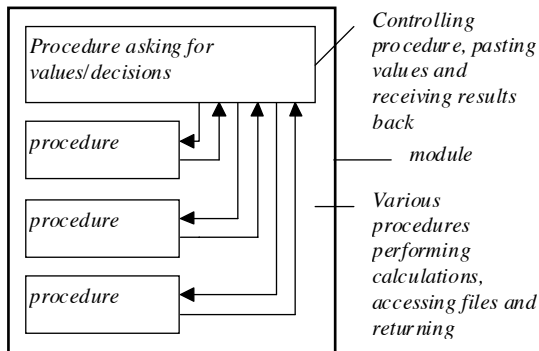 Procedure asking for
values/decisions
procedure
procedure
procedure
Controlling
procedure, pasting
values and
receiving results
back
module
Various
procedures
performing
calculations,
accessing files and
returning